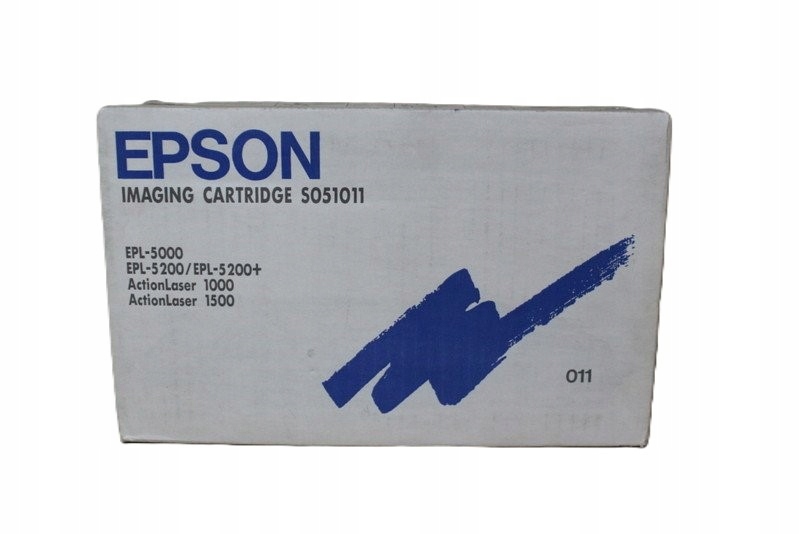 EPSON
IMAGING CARTRIDGE S051011
EPL-5000
EPL-5200/EPL-5200+
ActionLaser 1000
ActionLaser 1500
011